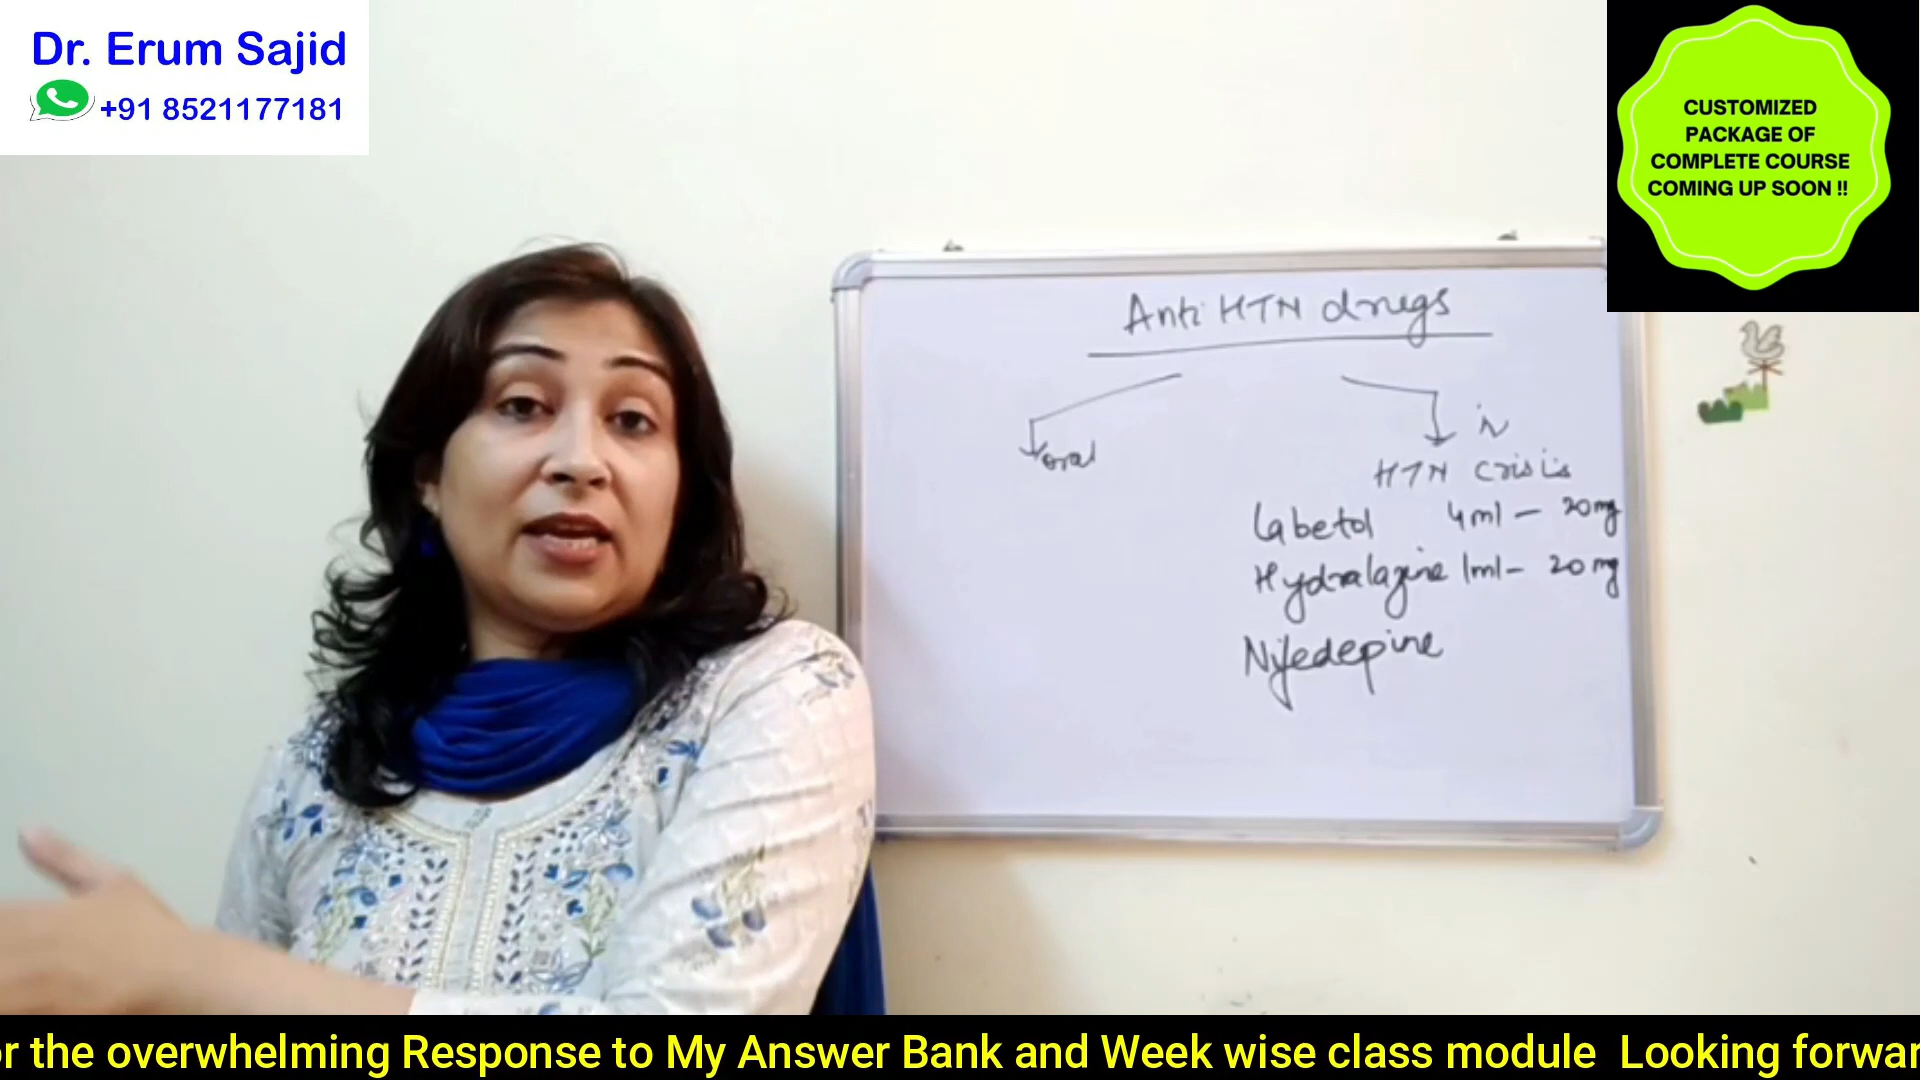 Dr. Erum Sajid
+91 8521177181
CUSTOMIZED
PACKAGE OF
COMPLETE COURSE
COMING UP SOON !!
Anti HTN drugs
oral
iv
HTN crisis
Labetol 4ml - 20mg
Hydralazine 1ml - 20mg
Nifedepine
or the overwhelming Response to My Answer Bank and Week wise class module Looking forwar